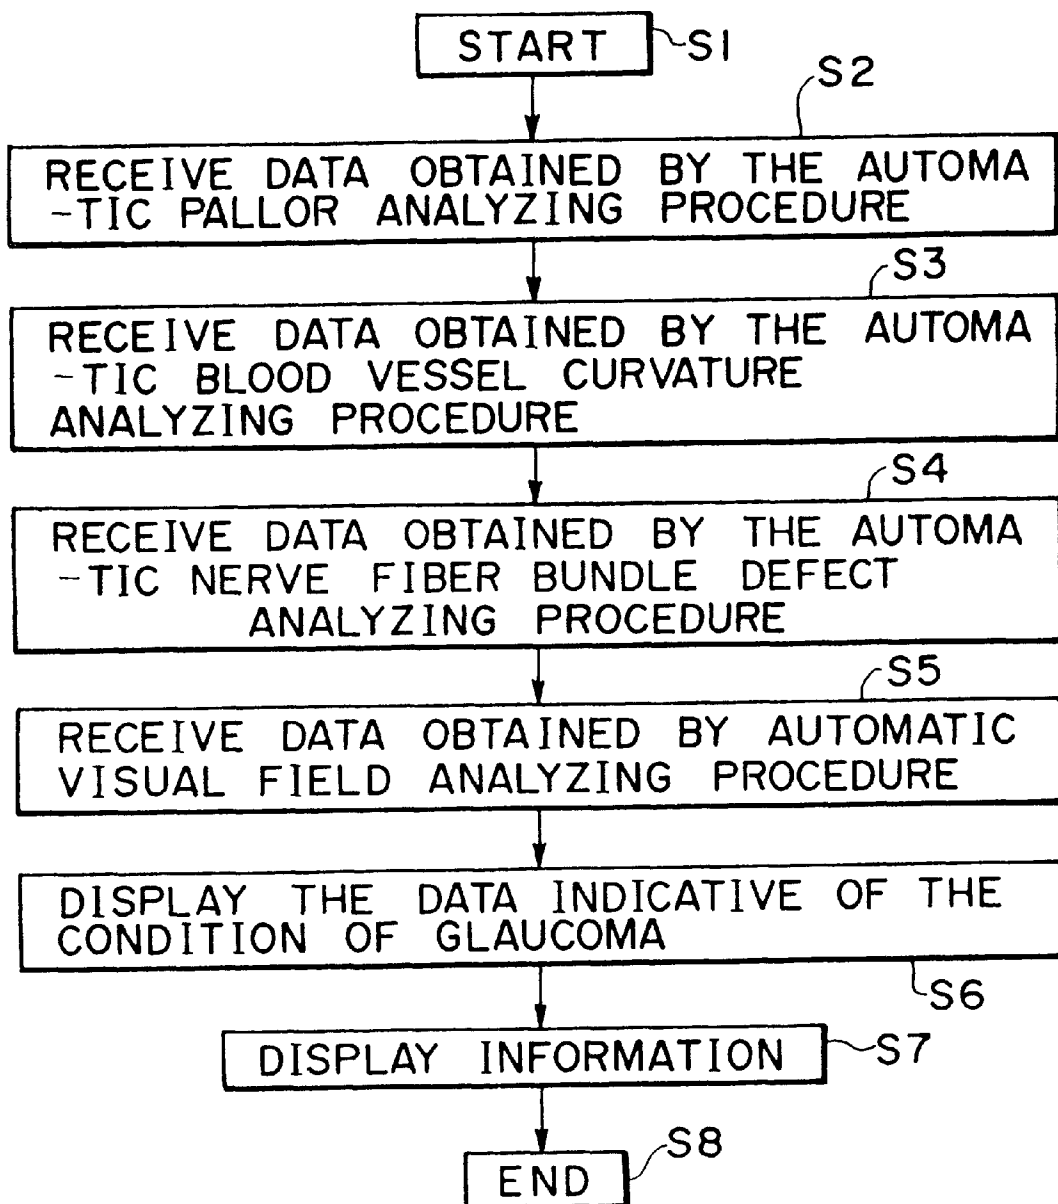 START
S1
S2
RECEIVE DATA OBTAINED BY THE AUTOMA
-TIC PALLOR ANALYZING PROCEDURE
S3
RECEIVE DATA OBTAINED BY THE AUTOMA
-TIC BLOOD VESSEL CURVATURE
ANALYZING PROCEDURE
S4
RECEIVE DATA OBTAINED BY THE AUTOMA
-TIC NERVE FIBER BUNDLE DEFECT
ANALYZING PROCEDURE
S5
RECEIVE DATA OBTAINED BY AUTOMATIC
VISUAL FIELD ANALYZING PROCEDURE
DISPLAY THE DATA INDICATIVE OF THE
CONDITION OF GLAUCOMA
S6
DISPLAY INFORMATION
S7
S8
END